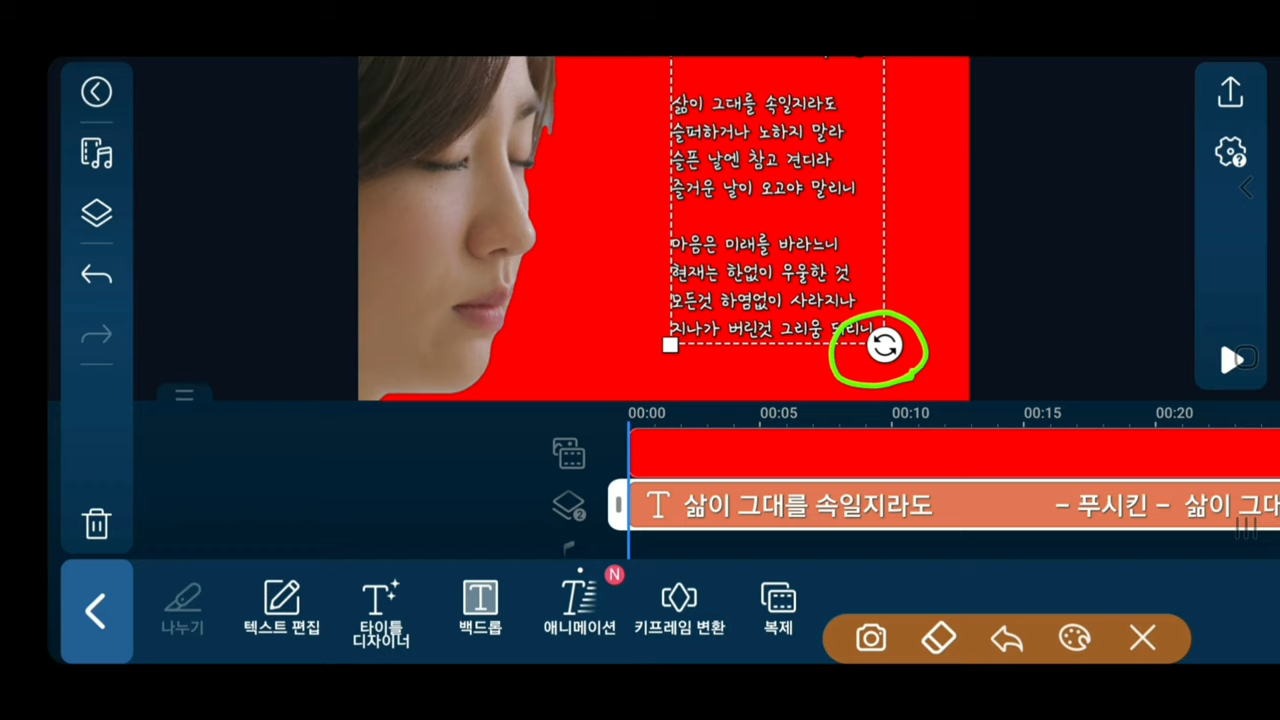 삶이 그대를 속일지라도
슬퍼하거나 노하지 말라
슬픈 날엔 참고 견디라
즐거운 날이 오고야 말리니
마음은 미래를 바라느니
현재는 한없이 우울한 것
모든것 하염없이 사라지나
지나가 버린것 그리움 되리니
00:00 00:05 00:10 00:15 00:20
2
T 삶이 그대를 속일지라도 - 푸시킨 - 삶이 그대
N
나누기 텍스트 편집 타이틀 디자이너 백드롭 애니메이션 키프레임 변환 복제